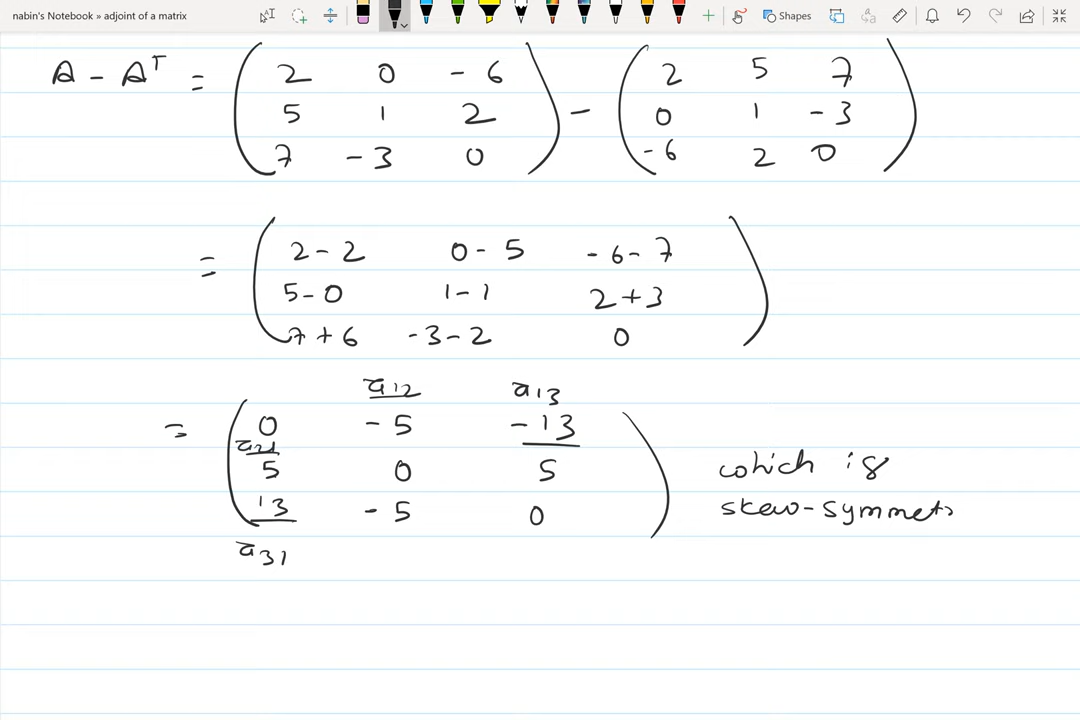 nabin's Notebook » adjoint of a matrix
Shapes
A - Aᵀ = ( 2 0 - 6 ) - ( 2 5 7 )
5 1 2 0 1 - 3
7 - 3 0 - 6 2 0
= ( 2 - 2 0 - 5 - 6 - 7 )
5 - 0 1 - 1 2 + 3
7 + 6 - 3 - 2 0
a12 a13
= ( 0 - 5 - 13 )
a21
5 0 5 which is
13 - 5 0 skew-symmet
a31